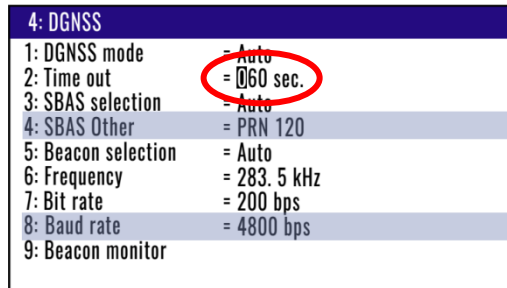 4: DGNSS
1: DGNSS mode = Auto
2: Time out = 060 sec.
3: SBAS selection = Auto
4: SBAS Other = PRN 120
5: Beacon selection = Auto
6: Frequency = 283. 5 kHz
7: Bit rate = 200 bps
8: Baud rate = 4800 bps
9: Beacon monitor